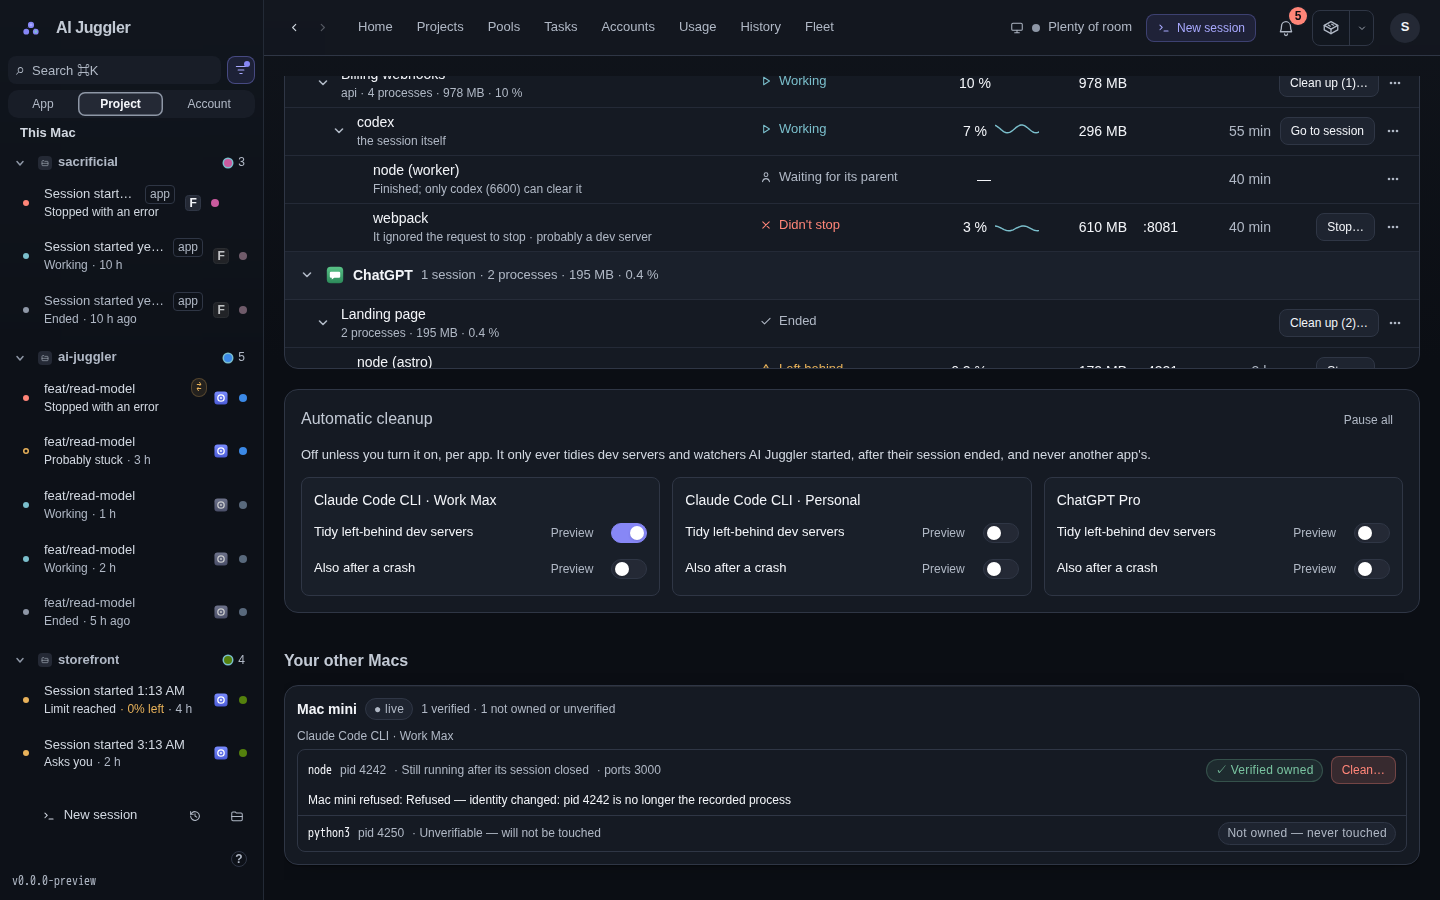 AI Juggler
Search ⌘K
App Project Account
This Mac
sacrificial 3
Session start… app F
Stopped with an error
Session started ye… app F
Working · 10 h
Session started ye… app F
Ended · 10 h ago
ai-juggler 5
feat/read-model
Stopped with an error
feat/read-model
Probably stuck · 3 h
feat/read-model
Working · 1 h
feat/read-model
Working · 2 h
feat/read-model
Ended · 5 h ago
storefront 4
Session started 1:13 AM
Limit reached · 0% left · 4 h
Session started 3:13 AM
Asks you · 2 h
New session
?
v0.0.0-preview
Home Projects Pools Tasks Accounts Usage History Fleet
Plenty of room New session 5 S
Billing webhooks Working 10 % 978 MB Clean up (1)…
api · 4 processes · 978 MB · 10 %
codex Working 7 % 296 MB 55 min Go to session
the session itself
node (worker) Waiting for its parent — 40 min
Finished; only codex (6600) can clear it
webpack Didn't stop 3 % 610 MB :8081 40 min Stop…
It ignored the request to stop · probably a dev server
ChatGPT 1 session · 2 processes · 195 MB · 0.4 %
Landing page Ended Clean up (2)…
2 processes · 195 MB · 0.4 %
node (astro) Left behind
Automatic cleanup Pause all
Off unless you turn it on, per app. It only ever tidies dev servers and watchers AI Juggler started, after their session ended, and never another app's.
Claude Code CLI · Work Max
Tidy left-behind dev servers Preview
Also after a crash Preview
Claude Code CLI · Personal
Tidy left-behind dev servers Preview
Also after a crash Preview
ChatGPT Pro
Tidy left-behind dev servers Preview
Also after a crash Preview
Your other Macs
Mac mini live 1 verified · 1 not owned or unverified
Claude Code CLI · Work Max
node pid 4242 · Still running after its session closed · ports 3000 ✓ Verified owned Clean…
Mac mini refused: Refused — identity changed: pid 4242 is no longer the recorded process
python3 pid 4250 · Unverifiable — will not be touched Not owned — never touched